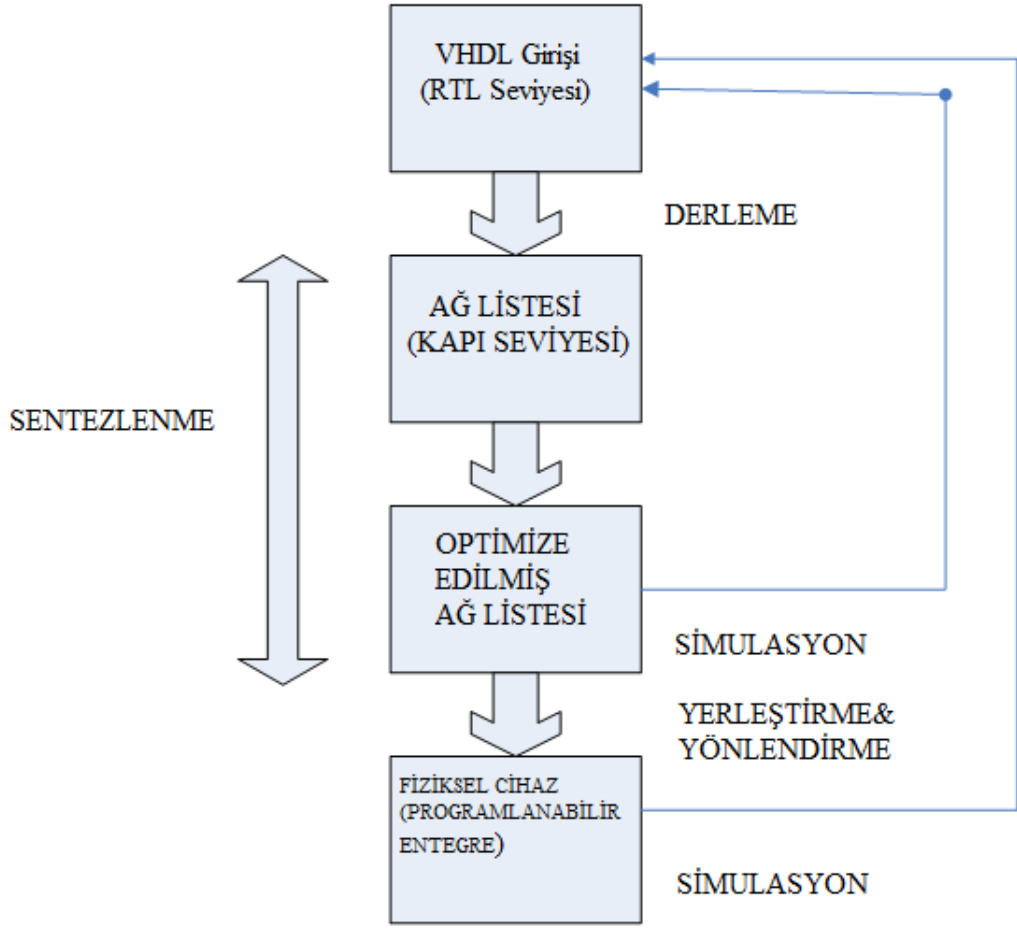 VHDL Girişi
(RTL Seviyesi)
DERLEME
AĞ LİSTESİ
(KAPI SEVİYESİ)
SENTEZLENME
OPTİMİZE
EDİLMİŞ
AĞ LİSTESİ
SİMULASYON
YERLEŞTİRME&
YÖNLENDİRME
FİZİKSEL CİHAZ
(PROGRAMLANABİLİR
ENTEGRE)
SİMULASYON